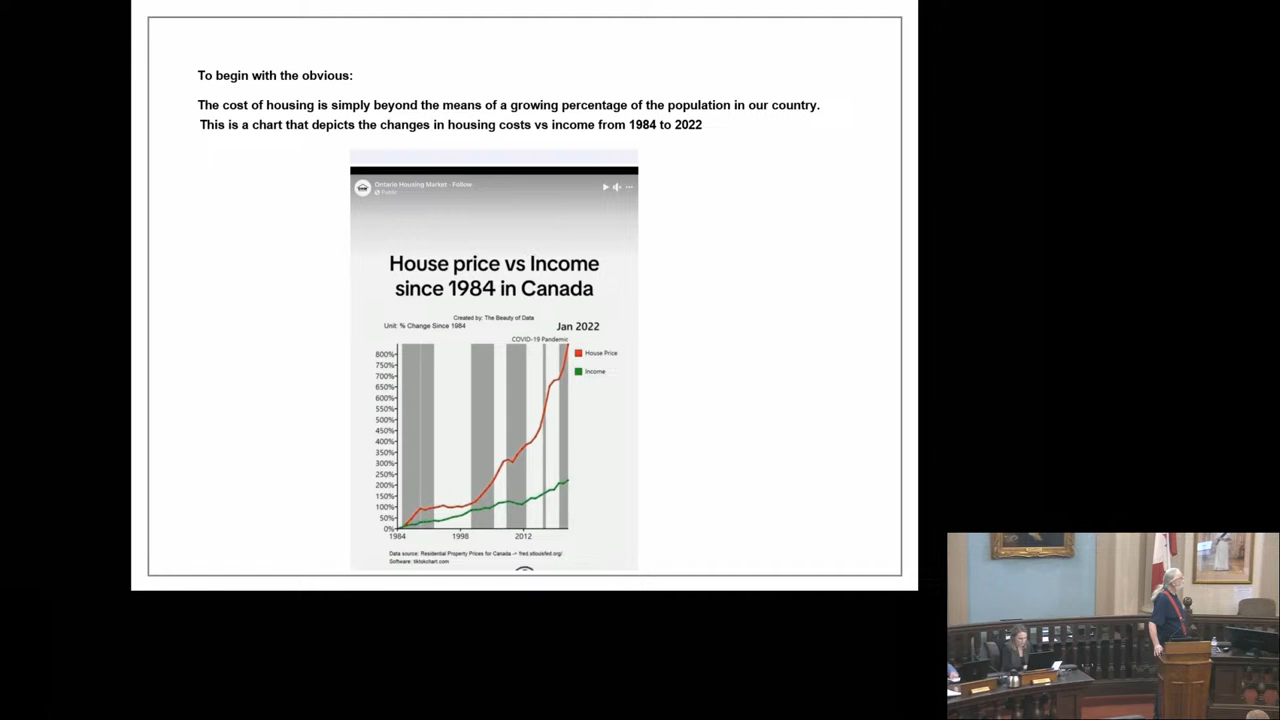 To begin with the obvious:
The cost of housing is simply beyond the means of a growing percentage of the population in our country.
This is a chart that depicts the changes in housing costs vs income from 1984 to 2022
Ontario Housing Market · Follow
Public
House price vs Income
since 1984 in Canada
Created by: The Beauty of Data
Unit: % Change Since 1984
Jan 2022
COVID-19 Pandemic
House Price
Income
800%
750%
700%
650%
600%
550%
500%
450%
400%
350%
300%
250%
200%
150%
100%
50%
0%
1984 1998 2012
Data source: Residential Property Prices for Canada -> fred.stlouisfed.org/
Software: tiktokchart.com